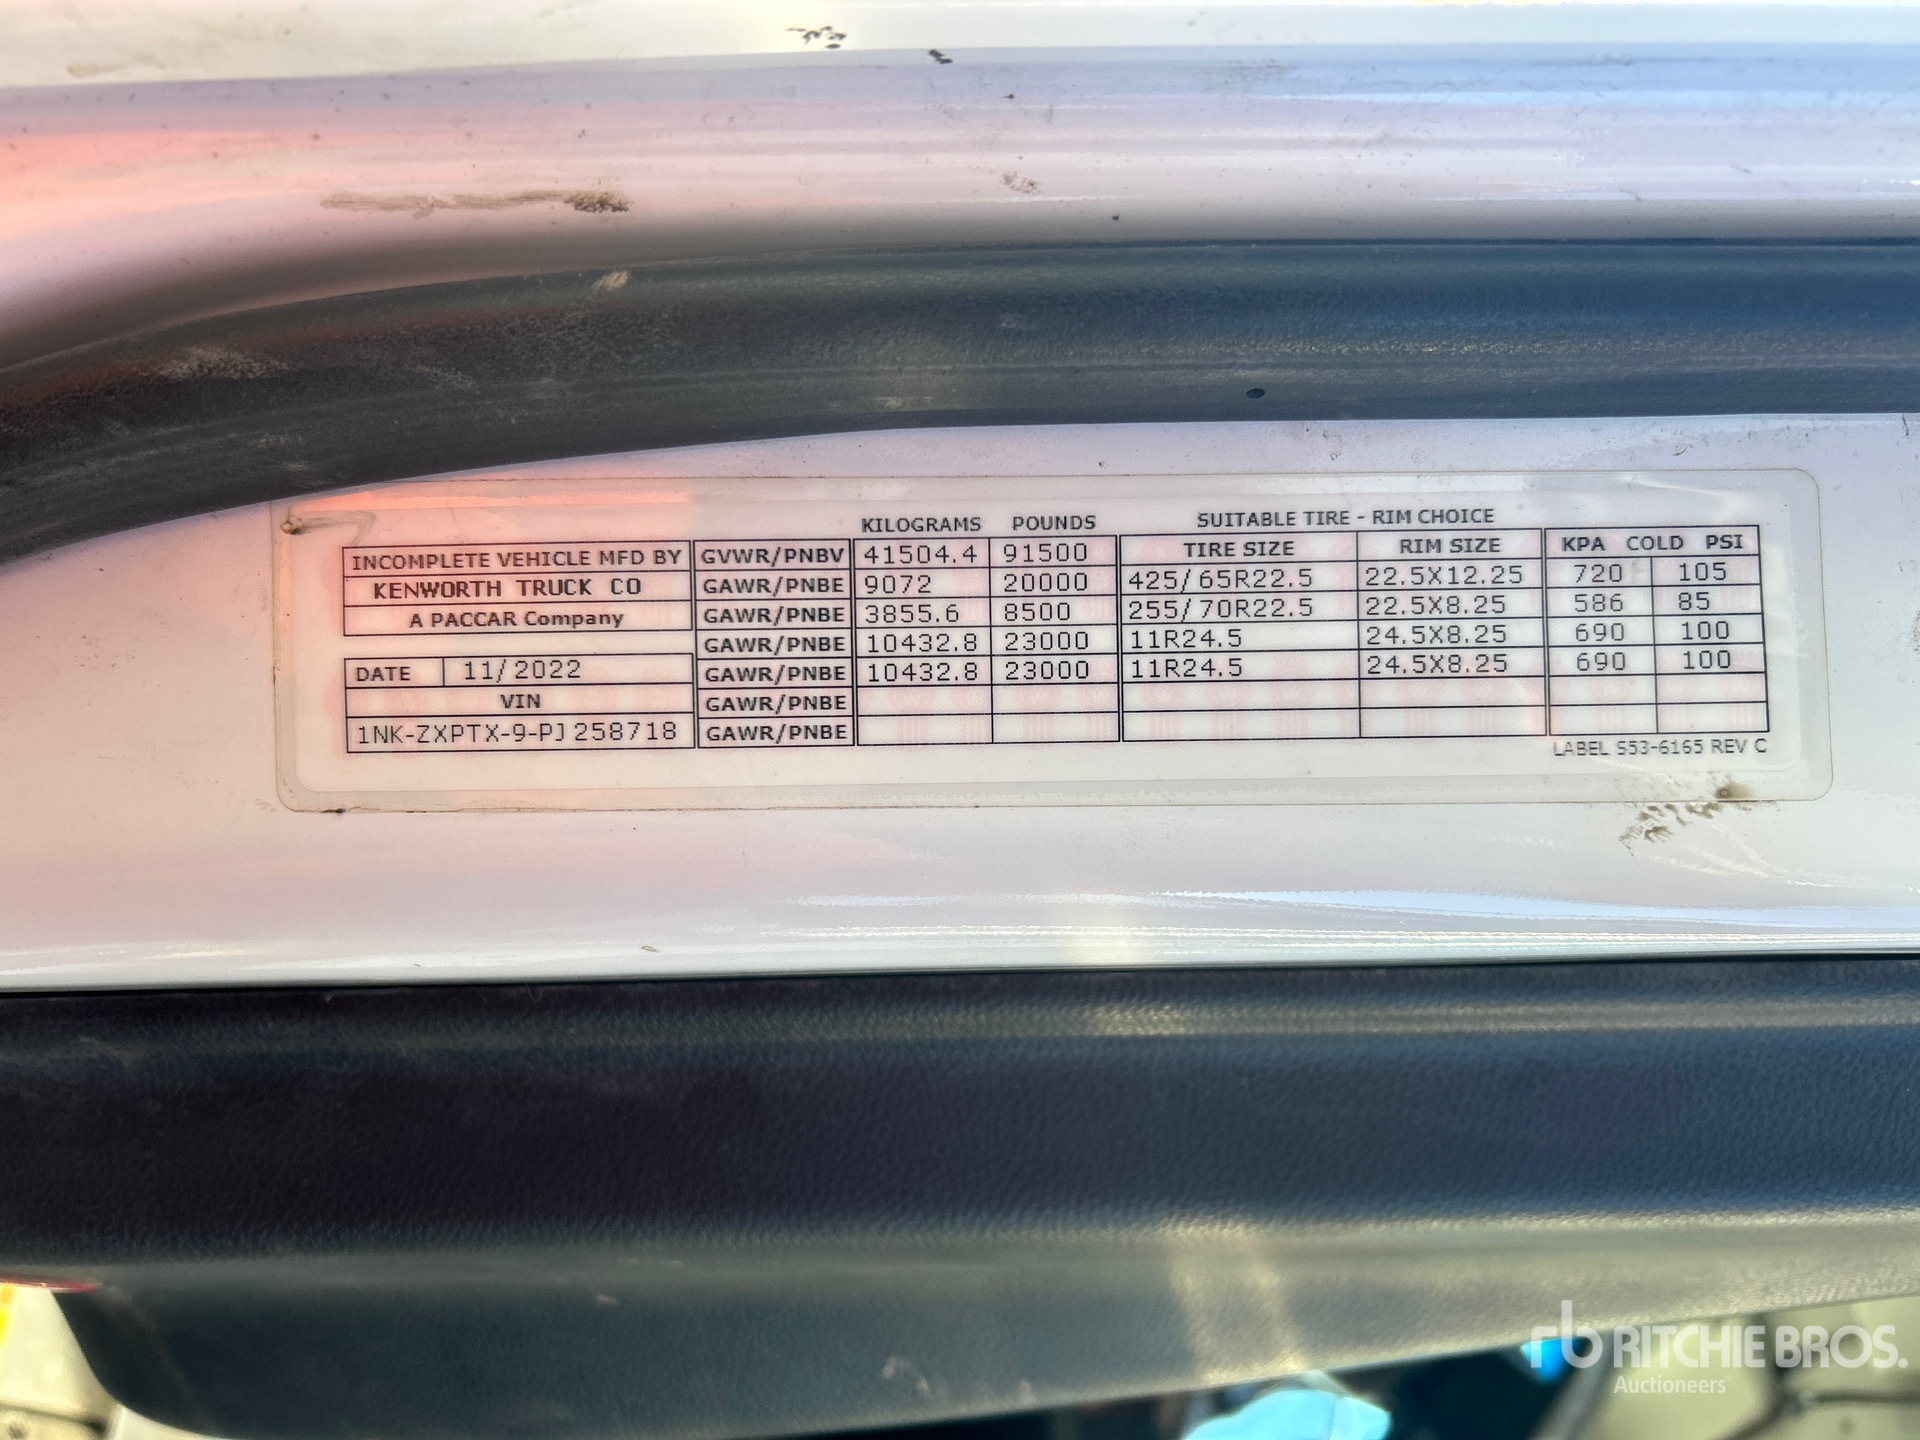 KILOGRAMS POUNDS SUITABLE TIRE - RIM CHOICE
INCOMPLETE VEHICLE MFD BY GVWR/PNBV 41504.4 91500 TIRE SIZE RIM SIZE KPA COLD PSI
KENWORTH TRUCK CO GAWR/PNBE 9072 20000 425/65R22.5 22.5X12.25 720 105
A PACCAR Company GAWR/PNBE 3855.6 8500 255/70R22.5 22.5X8.25 586 85
GAWR/PNBE 10432.8 23000 11R24.5 24.5X8.25 690 100
DATE 11/2022 GAWR/PNBE 10432.8 23000 11R24.5 24.5X8.25 690 100
VIN GAWR/PNBE
1NK-ZXPTX-9-PJ258718 GAWR/PNBE
LABEL S53-6165 REV C
rb RITCHIE BROS.
Auctioneers